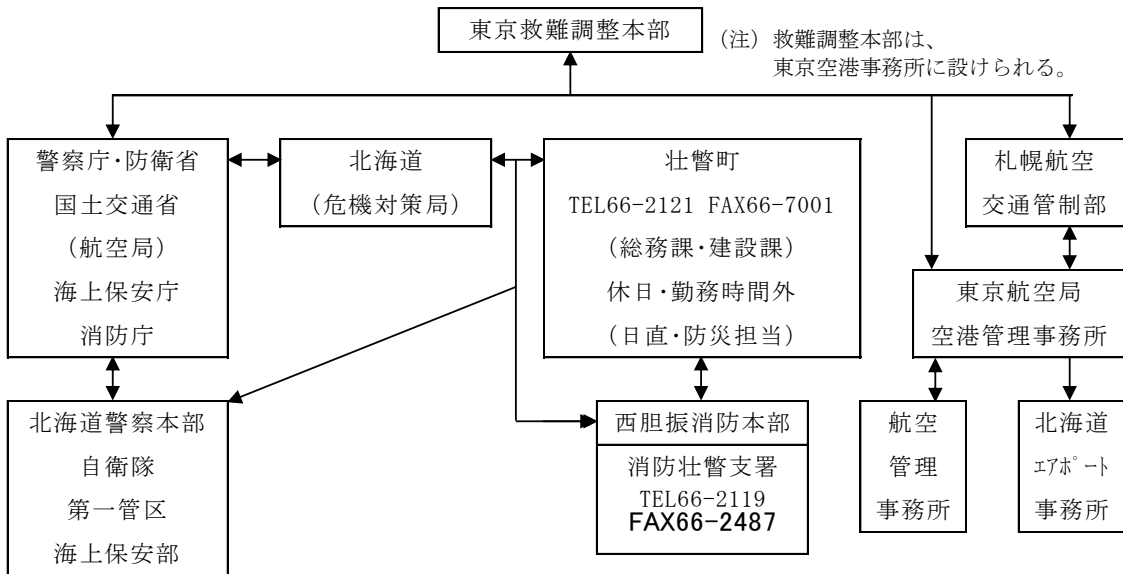 東京救難調整本部
(注) 救難調整本部は、
東京空港事務所に設けられる。
警察庁・防衛省
国土交通省
(航空局)
海上保安庁
消防庁
北海道
(危機対策局)
壮瞥町
TEL66-2121 FAX66-7001
(総務課・建設課)
休日・勤務時間外
(日直・防災担当)
札幌航空
交通管制部
東京航空局
空港管理事務所
北海道警察本部
自衛隊
第一管区
海上保安部
西胆振消防本部
消防壮瞥支署
TEL66-2119
FAX66-2487
航空
管理
事務所
北海道
エアポート
事務所